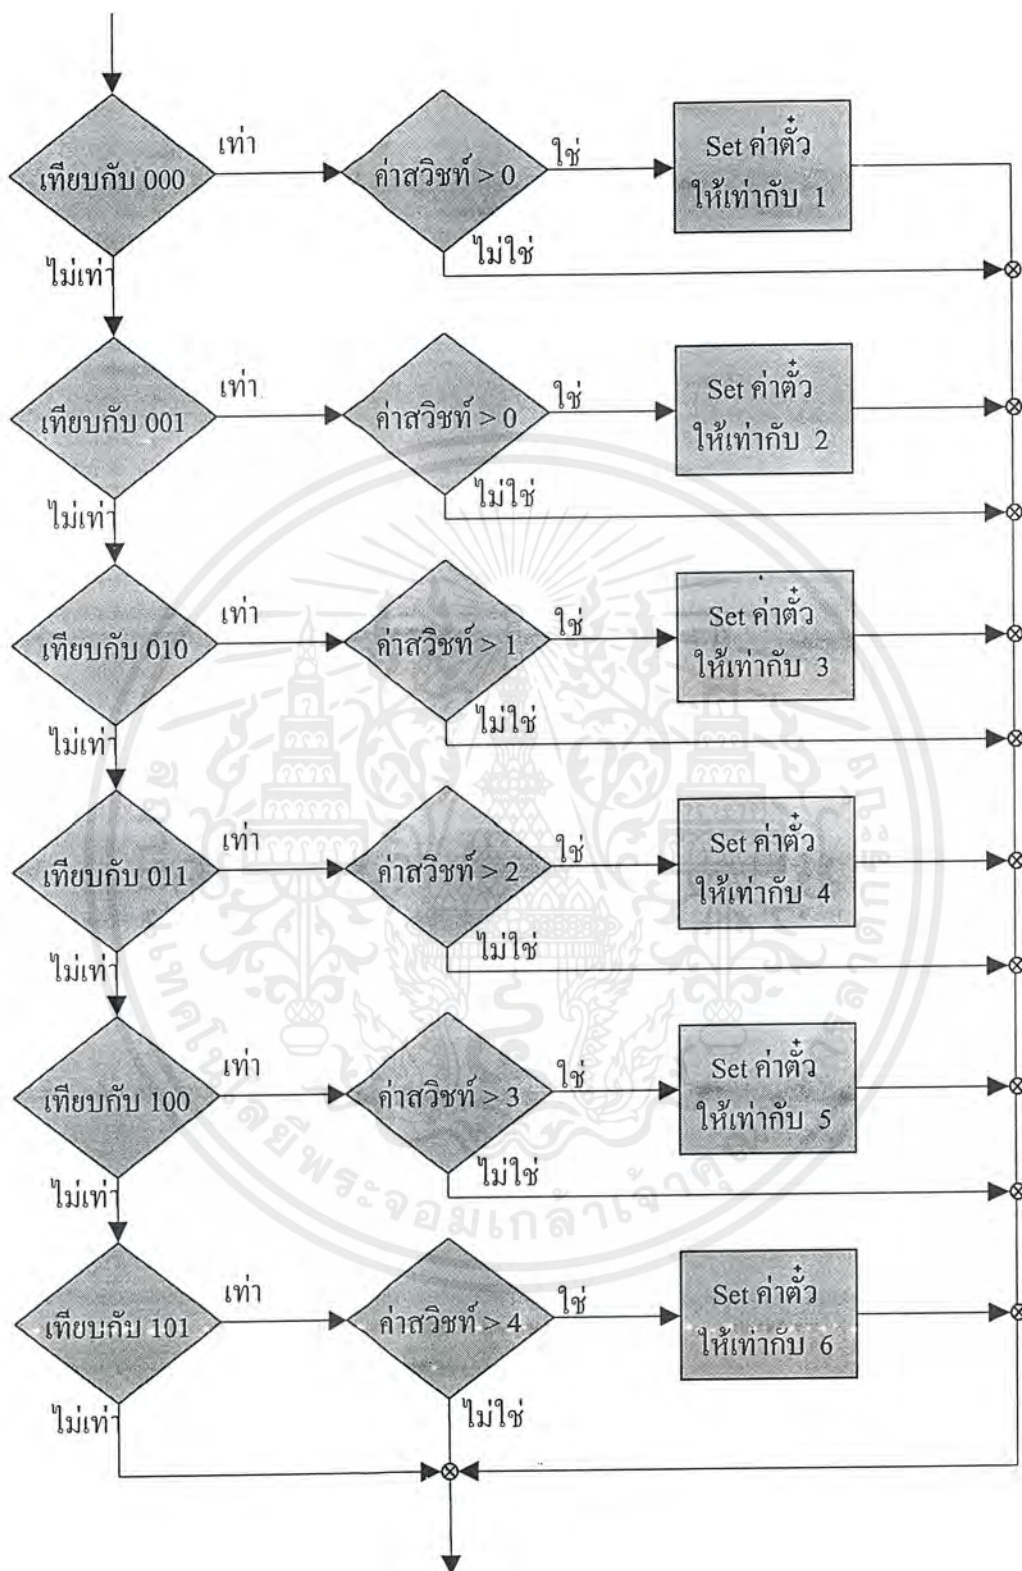 เทียบกับ 000
เท่า
ค่าสวิชท์ > 0
ใช่
Set ค่าตั๋ว
ให้เท่ากับ 1
ไม่ใช่
ไม่เท่า
เทียบกับ 001
เท่า
ค่าสวิชท์ > 0
ใช่
Set ค่าตั๋ว
ให้เท่ากับ 2
ไม่ใช่
ไม่เท่า
เทียบกับ 010
เท่า
ค่าสวิชท์ > 1
ใช่
Set ค่าตั๋ว
ให้เท่ากับ 3
ไม่ใช่
ไม่เท่า
เทียบกับ 011
เท่า
ค่าสวิชท์ > 2
ใช่
Set ค่าตั๋ว
ให้เท่ากับ 4
ไม่ใช่
ไม่เท่า
เทียบกับ 100
เท่า
ค่าสวิชท์ > 3
ใช่
Set ค่าตั๋ว
ให้เท่ากับ 5
ไม่ใช่
ไม่เท่า
เทียบกับ 101
เท่า
ค่าสวิชท์ > 4
ใช่
Set ค่าตั๋ว
ให้เท่ากับ 6
ไม่ใช่
ไม่เท่า